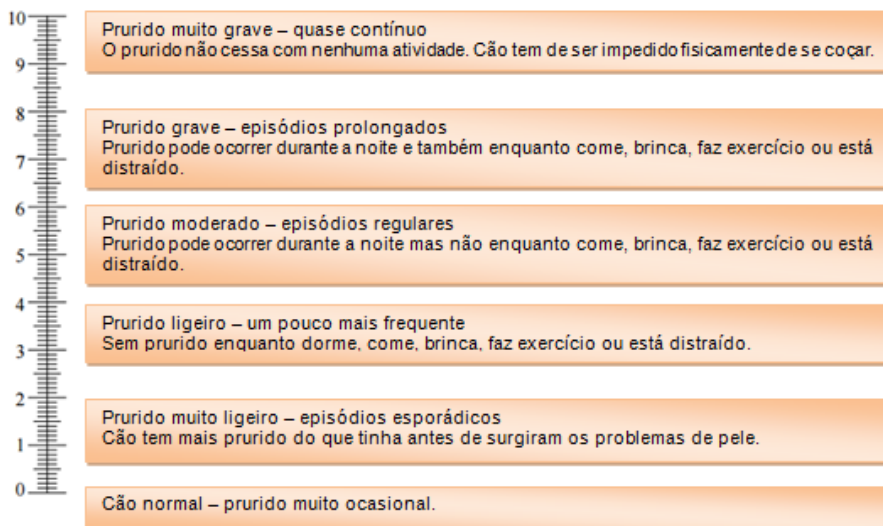 10
Prurido muito grave – quase contínuo
O prurido não cessa com nenhuma atividade. Cão tem de ser impedido fisicamente de se coçar.
9
8
Prurido grave – episódios prolongados
Prurido pode ocorrer durante a noite e também enquanto come, brinca, faz exercício ou está
distraído.
7
6
Prurido moderado – episódios regulares
Prurido pode ocorrer durante a noite mas não enquanto come, brinca, faz exercício ou está
distraído.
5
4
Prurido ligeiro – um pouco mais frequente
Sem prurido enquanto dorme, come, brinca, faz exercício ou está distraído.
3
2
Prurido muito ligeiro – episódios esporádicos
Cão tem mais prurido do que tinha antes de surgiram os problemas de pele.
1
0
Cão normal – prurido muito ocasional.